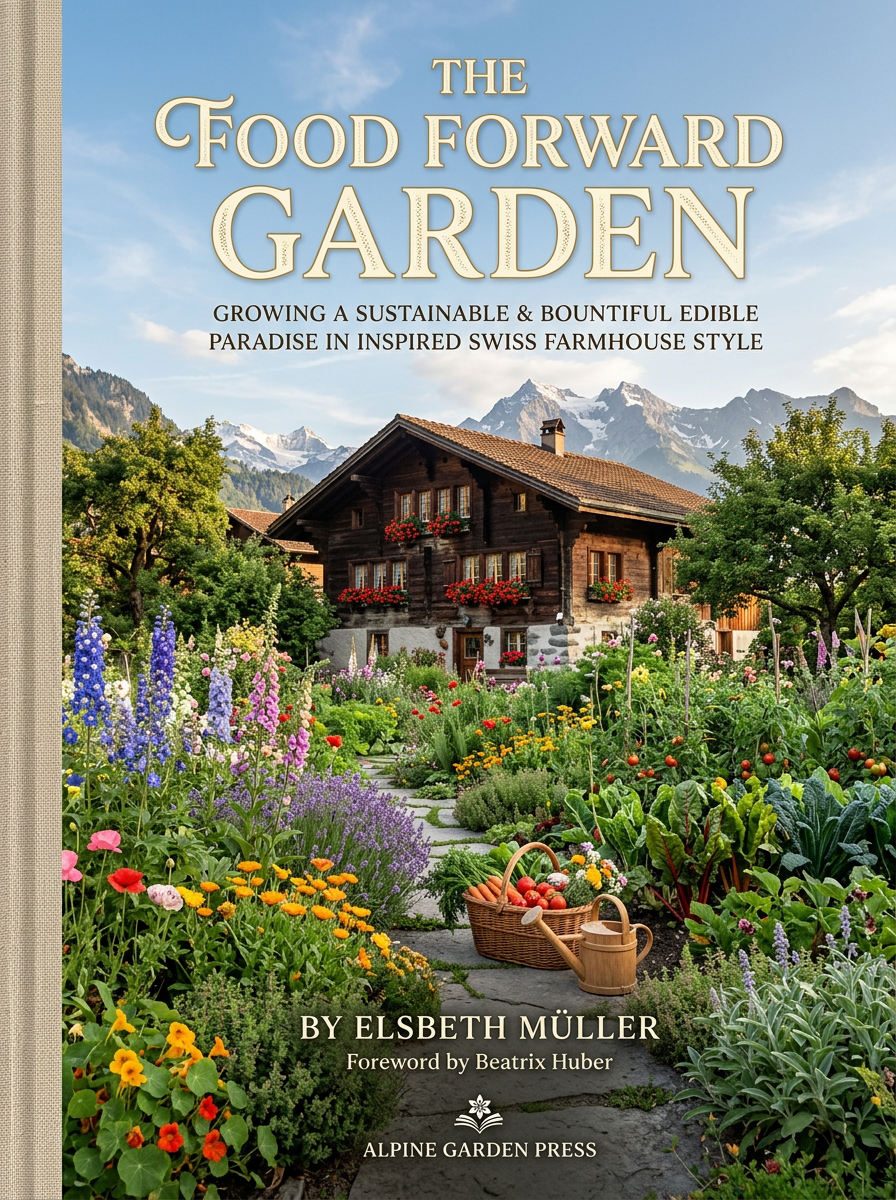 THE
FOOD FORWARD
GARDEN
GROWING A SUSTAINABLE & BOUNTIFUL EDIBLE
PARADISE IN INSPIRED SWISS FARMHOUSE STYLE
BY ELSBETH MÜLLER
Foreword by Beatrix Huber
ALPINE GARDEN PRESS